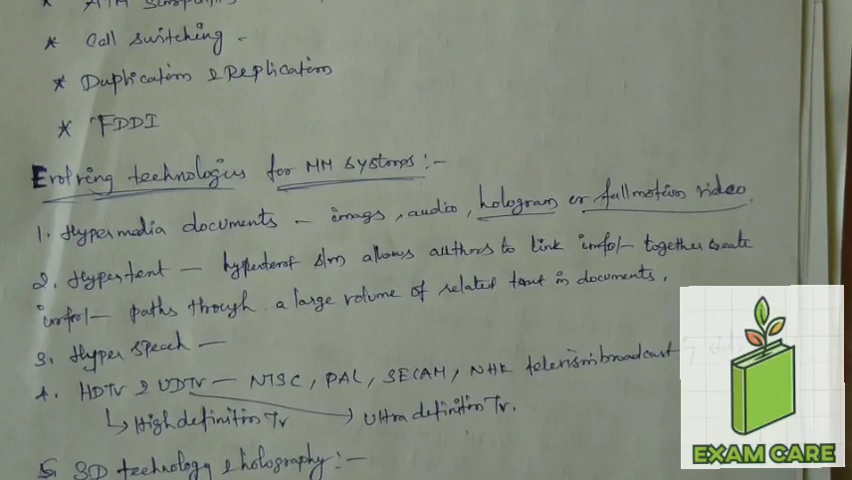 * ATM
* Call switching -
* Duplication & Replication
* FDDI
Evolving technologies for MM systems :-
1. Hypermedia documents - images, audio, hologram or fullmotion video.
2. Hypertext - hypertext s/m allows authors to link info/- together create
info/- paths through a large volume of related text in documents.
3. Hyper speech -
4. HDTV & UDTV - NTSC, PAL, SECAM, NHK television broadcast
High definition TV
Ultra definition TV.
5. 3D technology & holography :-
EXAM CARE